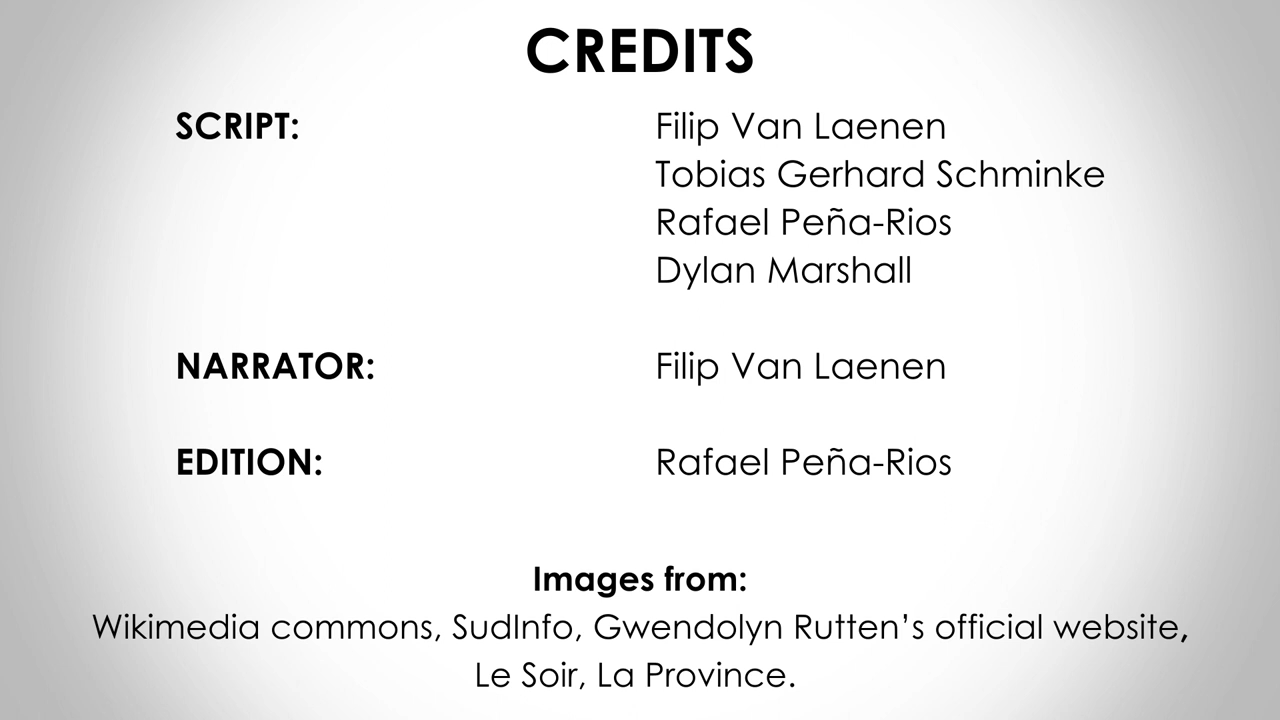 CREDITS
SCRIPT: Filip Van Laenen
Tobias Gerhard Schminke
Rafael Peña-Rios
Dylan Marshall
NARRATOR: Filip Van Laenen
EDITION: Rafael Peña-Rios
Images from:
Wikimedia commons, SudInfo, Gwendolyn Rutten’s official website,
Le Soir, La Province.